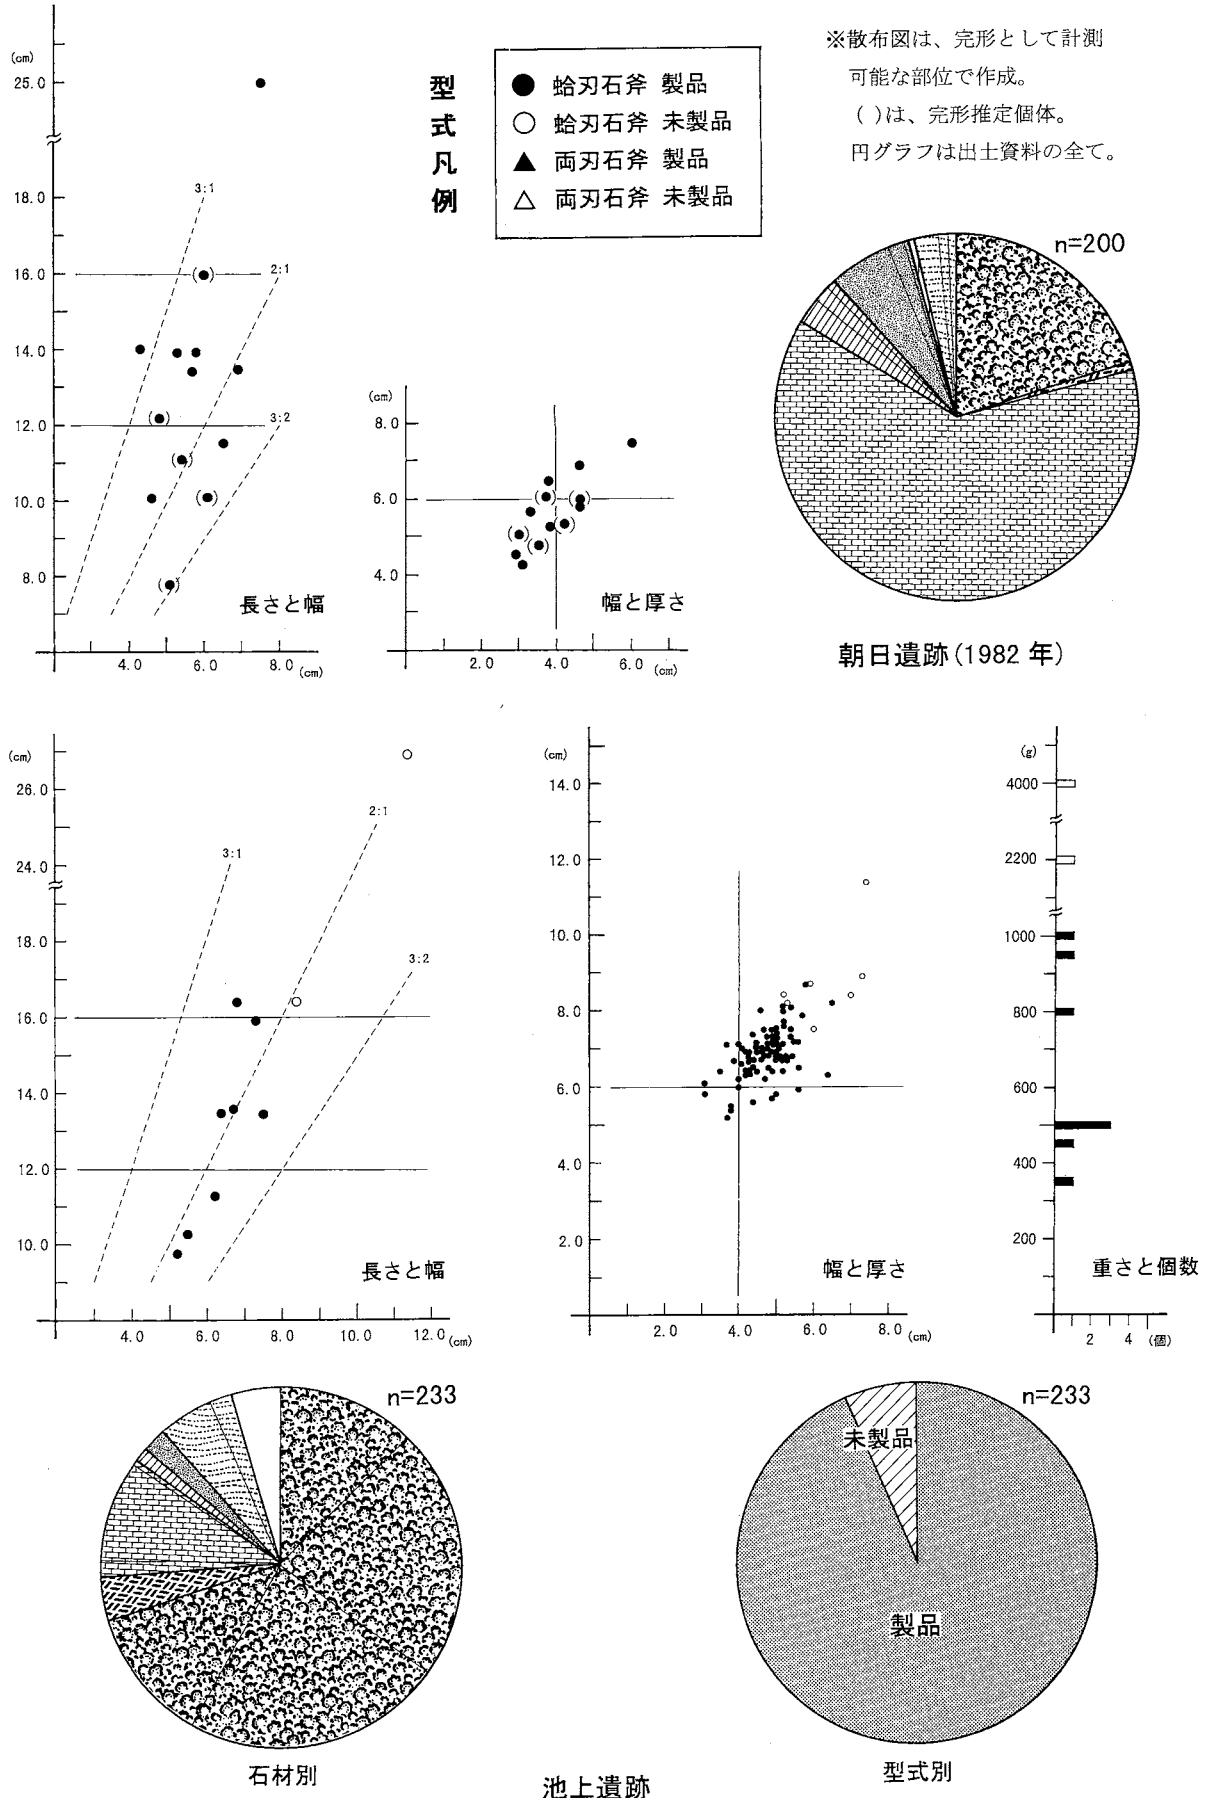 (cm)
25.0
18.0
16.0
14.0
12.0
10.0
8.0
3:1
2:1
3:2
4.0 6.0 8.0 (cm)
長さと幅
型式凡例
● 蛤刃石斧 製品
○ 蛤刃石斧 未製品
▲ 両刃石斧 製品
△ 両刃石斧 未製品
※散布図は、完形として計測
可能な部位で作成。
( )は、完形推定個体。
円グラフは出土資料の全て。
(cm)
8.0
6.0
4.0
2.0 4.0 6.0 (cm)
幅と厚さ
n=200
朝日遺跡(1982 年)
(cm)
26.0
24.0
18.0
16.0
14.0
12.0
10.0
3:1
2:1
3:2
4.0 6.0 8.0 10.0 12.0 (cm)
長さと幅
(cm)
14.0
12.0
10.0
8.0
6.0
4.0
2.0
2.0 4.0 6.0 8.0 (cm)
幅と厚さ
(g)
4000
2200
1000
800
600
400
200
2 4 (個)
重さと個数
n=233
石材別
n=233
未製品
製品
型式別
池上遺跡